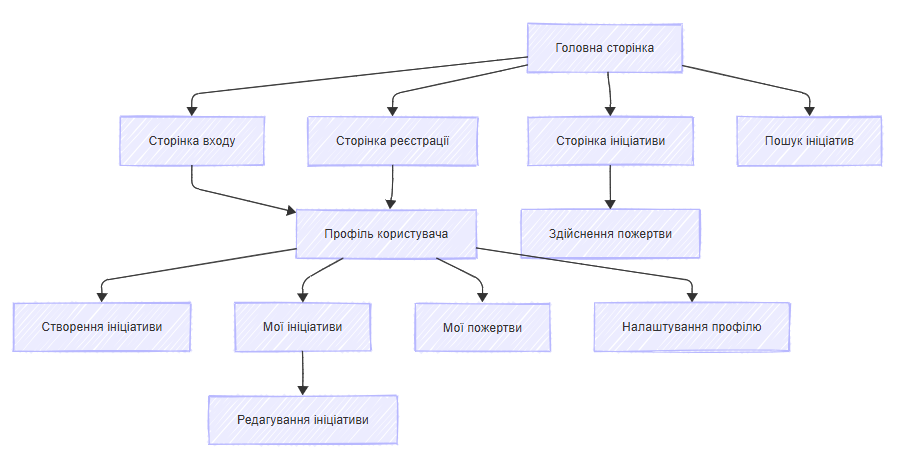 Головна сторінка
Сторінка входу
Сторінка реєстрації
Сторінка ініціативи
Пошук ініціатив
Профіль користувача
Здійснення пожертви
Створення ініціативи
Мої ініціативи
Мої пожертви
Налаштування профілю
Редагування ініціативи